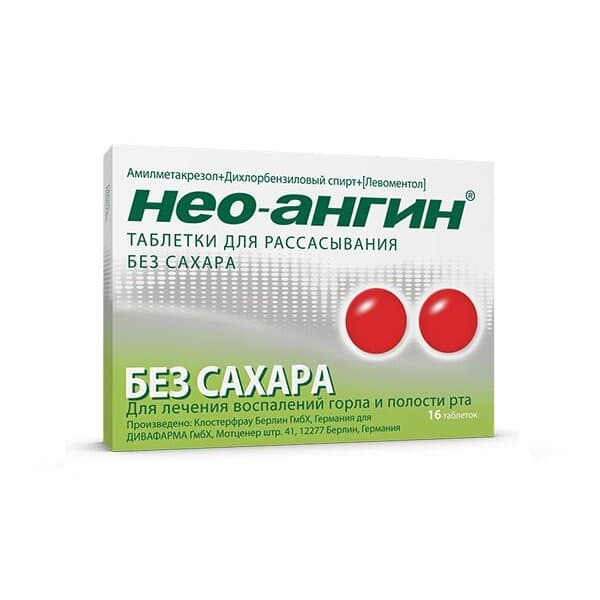 Амилметакрезол+Дихлорбензиловый спирт+[Левоментол]
Нео-ангин®
ТАБЛЕТКИ ДЛЯ РАССАСЫВАНИЯ
БЕЗ САХАРА
БЕЗ САХАРА
Для лечения воспалений горла и полости рта
Произведено: Клостерфрау Берлин ГмбХ, Германия для
ДИВАФАРМА ГмбХ, Мотценер штр. 41, 12277 Берлин, Германия
16 таблеток